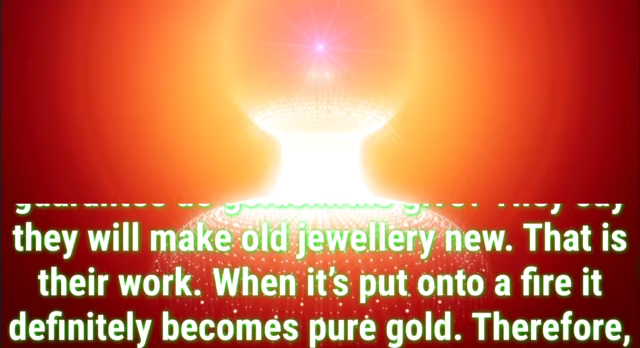 they will make old jewellery new. That is
their work. When it’s put onto a fire it
definitely becomes pure gold. Therefore,